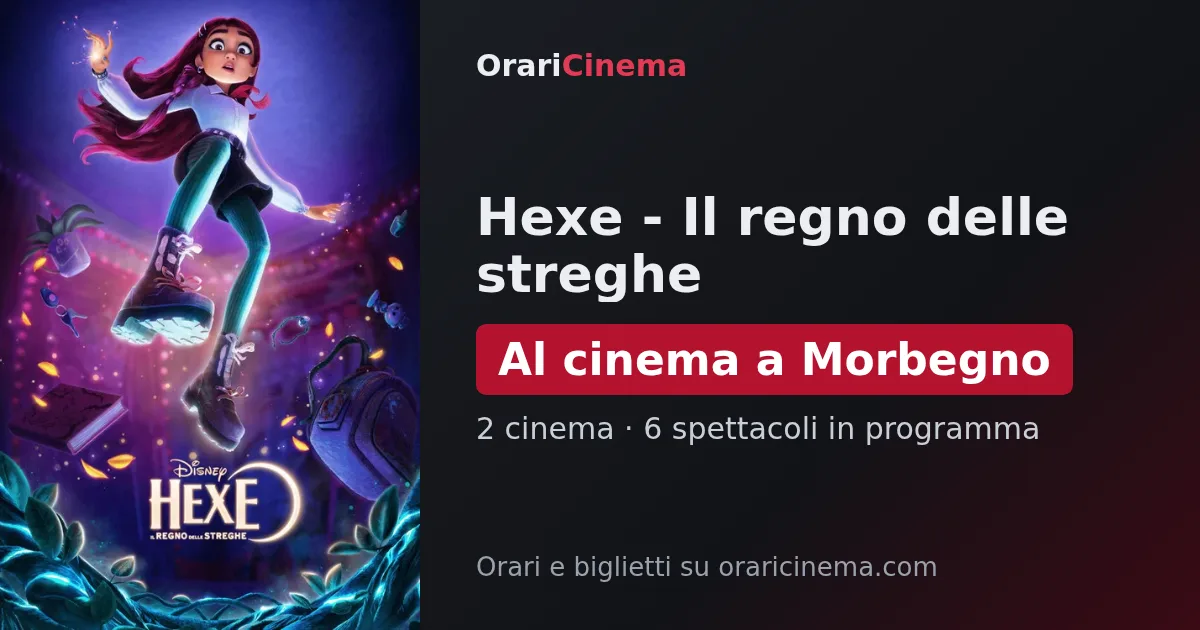 OrariCinema
Hexe - Il regno delle
streghe
Al cinema a Morbegno
2 cinema · 6 spettacoli in programma
Orari e biglietti su oraricinema.com
DISNEY
HEXE
IL REGNO DELLE STREGHE